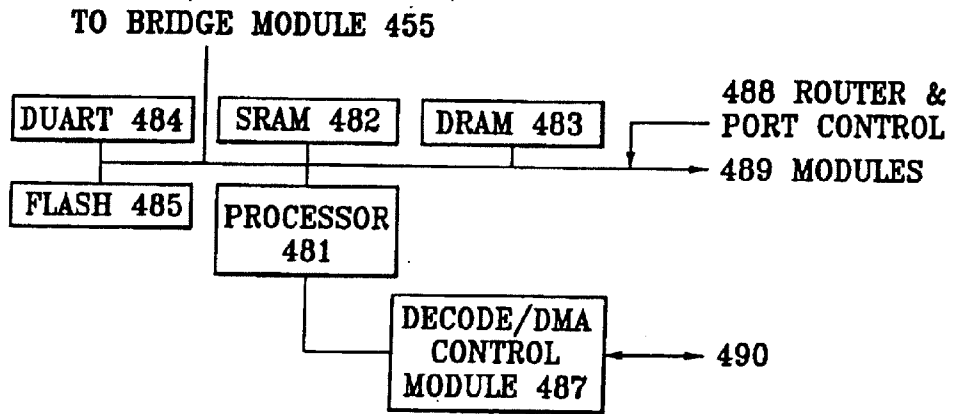 TO BRIDGE MODULE 455
DUART 484
SRAM 482
DRAM 483
488 ROUTER &
PORT CONTROL
489 MODULES
FLASH 485
PROCESSOR
481
DECODE/DMA
CONTROL
MODULE 487
490